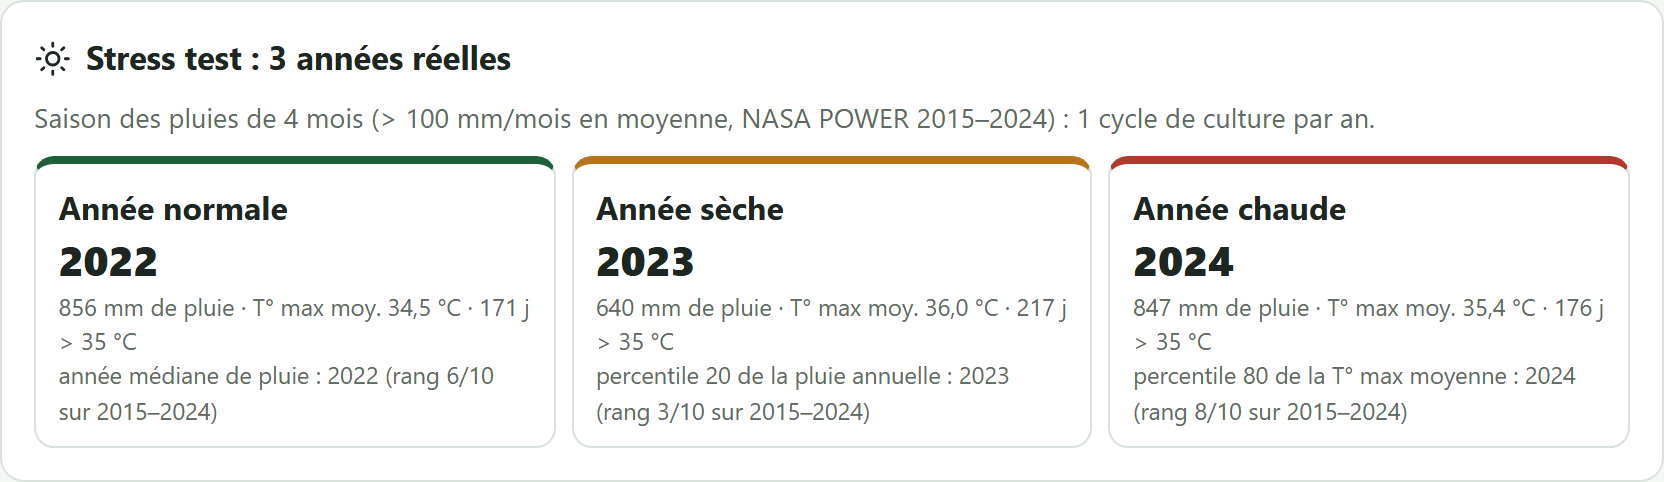 Stress test : 3 années réelles
Saison des pluies de 4 mois (> 100 mm/mois en moyenne, NASA POWER 2015–2024) : 1 cycle de culture par an.
Année normale
2022
856 mm de pluie · T° max moy. 34,5 °C · 171 j
> 35 °C
année médiane de pluie : 2022 (rang 6/10
sur 2015–2024)
Année sèche
2023
640 mm de pluie · T° max moy. 36,0 °C · 217 j
> 35 °C
percentile 20 de la pluie annuelle : 2023
(rang 3/10 sur 2015–2024)
Année chaude
2024
847 mm de pluie · T° max moy. 35,4 °C · 176 j
> 35 °C
percentile 80 de la T° max moyenne : 2024
(rang 8/10 sur 2015–2024)